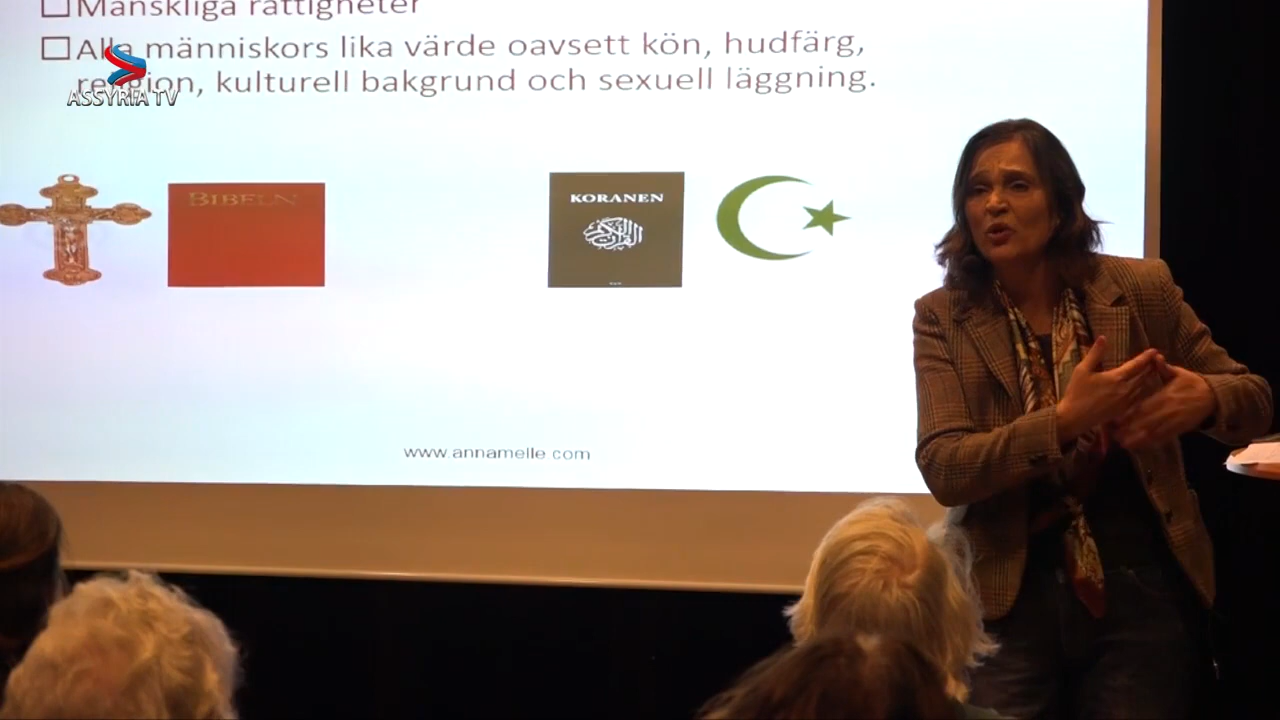 Mänskliga rättigheter
Alla människors lika värde oavsett kön, hudfärg,
religion, kulturell bakgrund och sexuell läggning.
ASSYRIA TV
BIBELN
KORANEN
www.annamelle.com